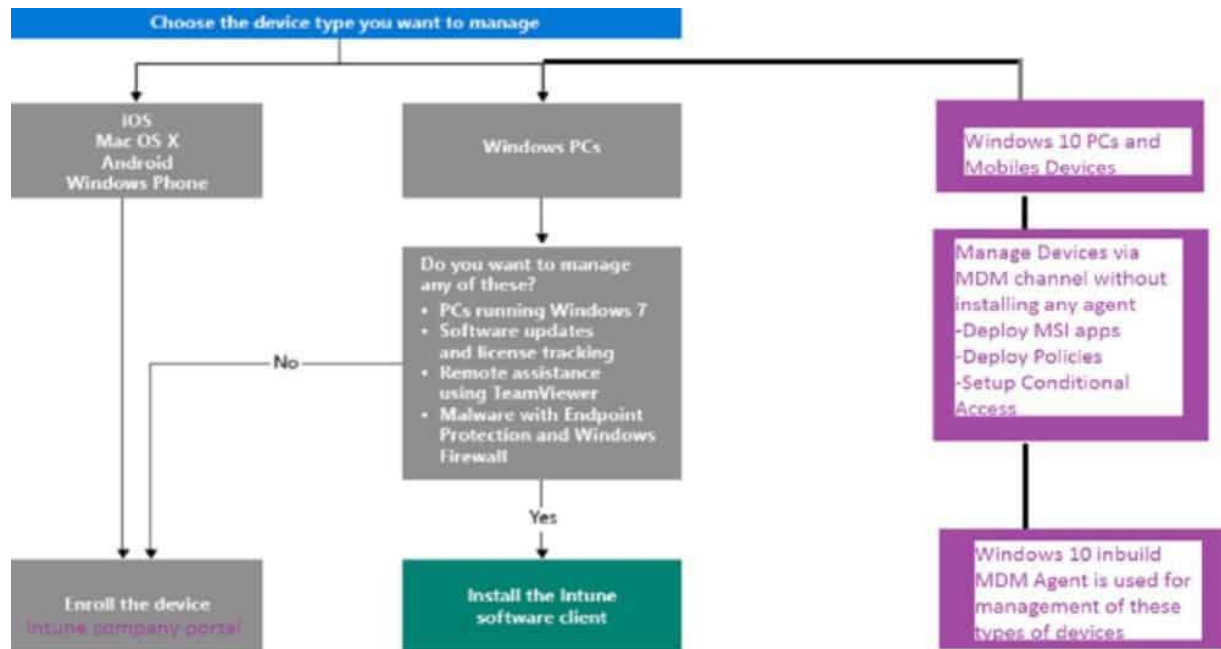 Choose the device type you want to manage
iOS
Mac OS X
Android
Windows Phone
Windows PCs
Windows 10 PCs and
Mobiles Devices
Do you want to manage
any of these?
• PCs running Windows 7
• Software updates
and license tracking
• Remote assistance
using TeamViewer
• Malware with Endpoint
Protection and Windows
Firewall
Manage Devices via
MDM channel without
installing any agent
-Deploy MSI apps
-Deploy Policies
-Setup Conditional
Access
No
Yes
Enroll the device
Intune company portal
Install the Intune
software client
Windows 10 inbuild
MDM Agent is used for
management of these
types of devices